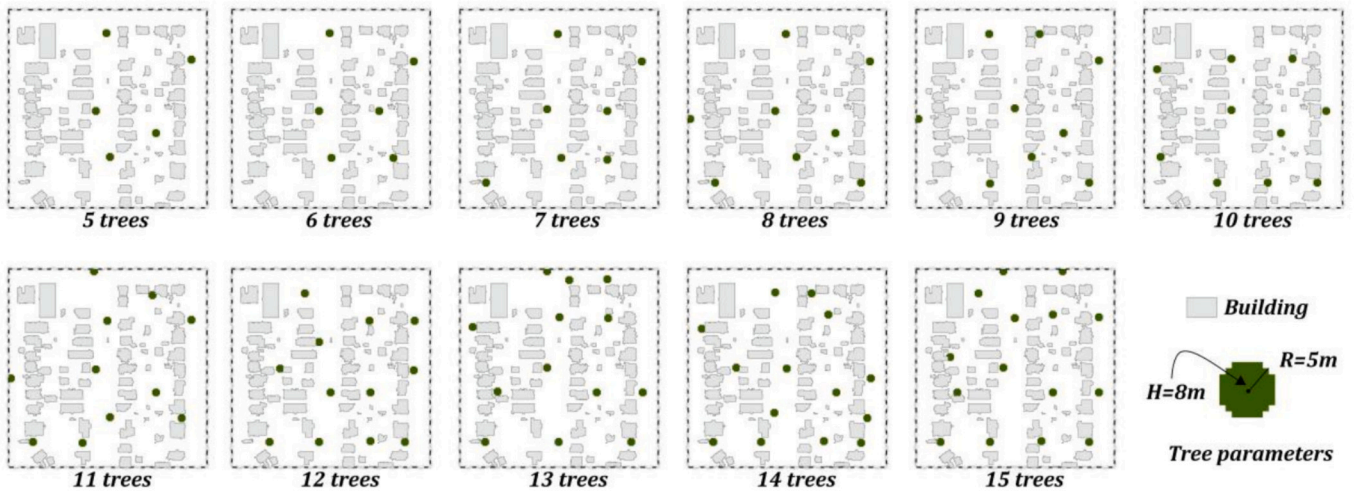 5 trees
6 trees
7 trees
8 trees
9 trees
10 trees
11 trees
12 trees
13 trees
14 trees
15 trees
Building
R=5m
H=8m
Tree parameters